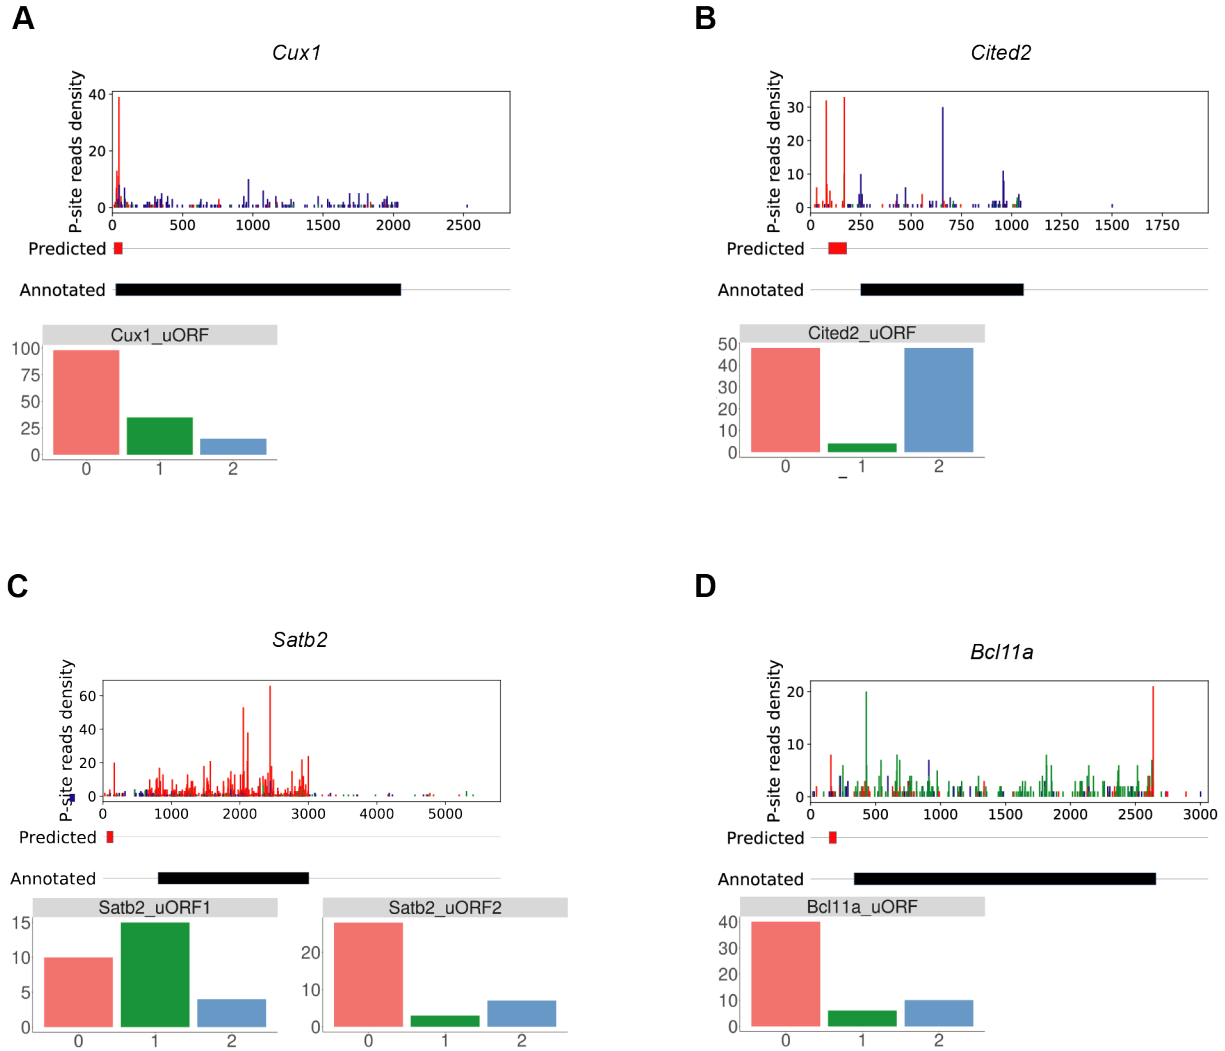 A
Cux1
P-site reads density
40
20
0
0 500 1000 1500 2000 2500
Predicted
Annotated
Cux1_uORF
100
75
50
25
0
0 1 2
B
Cited2
P-site reads density
30
20
10
0
0 250 500 750 1000 1250 1500 1750
Predicted
Annotated
Cited2_uORF
50
40
30
20
10
0
0 1 2
C
Satb2
P-site reads density
60
40
20
0
0 1000 2000 3000 4000 5000
Predicted
Annotated
Satb2_uORF1
15
10
5
0
0 1 2
Satb2_uORF2
20
10
0
0 1 2
D
Bcl11a
P-site reads density
20
10
0
0 500 1000 1500 2000 2500 3000
Predicted
Annotated
Bcl11a_uORF
40
30
20
10
0
0 1 2